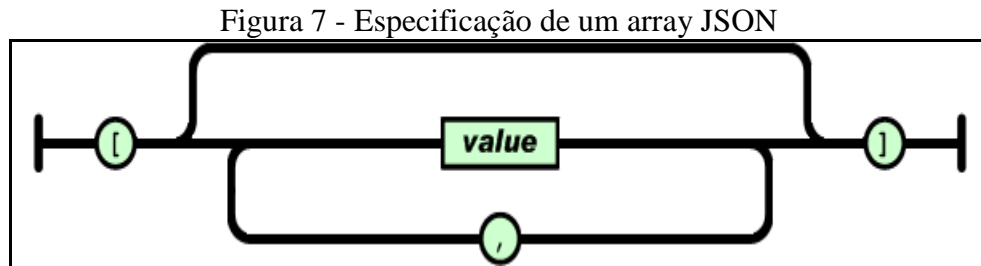 Figura 7 - Especificação de um array JSON
[ value ]
,